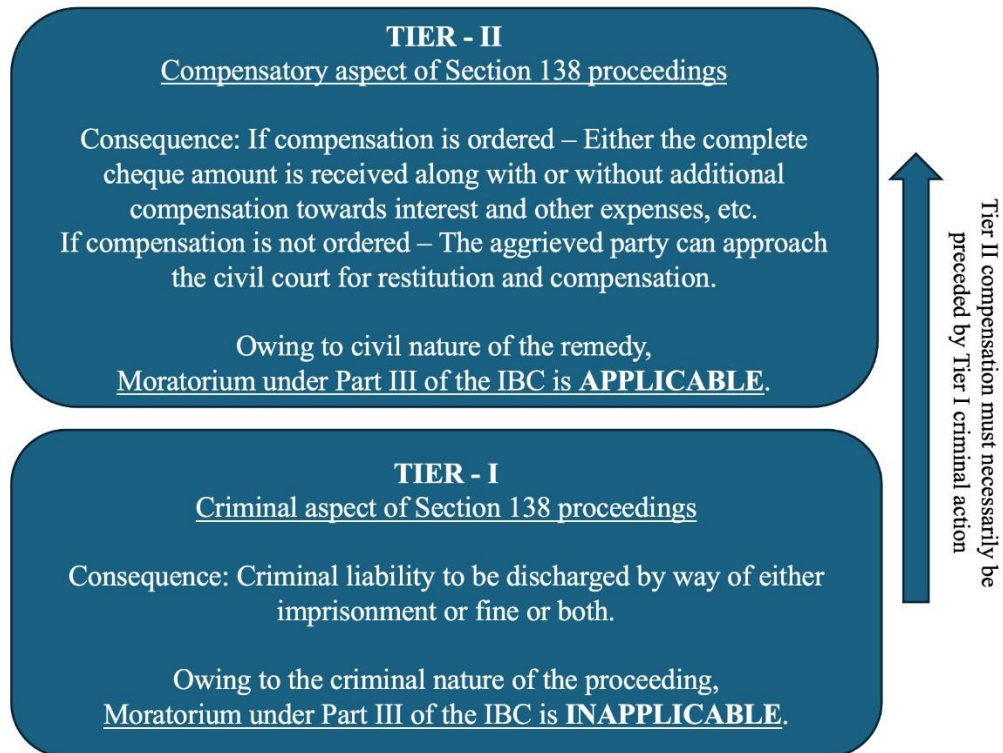 TIER - II
Compensatory aspect of Section 138 proceedings
Consequence: If compensation is ordered – Either the complete
cheque amount is received along with or without additional
compensation towards interest and other expenses, etc.
If compensation is not ordered – The aggrieved party can approach
the civil court for restitution and compensation.
Owing to civil nature of the remedy,
Moratorium under Part III of the IBC is APPLICABLE.
TIER - I
Criminal aspect of Section 138 proceedings
Consequence: Criminal liability to be discharged by way of either
imprisonment or fine or both.
Owing to the criminal nature of the proceeding,
Moratorium under Part III of the IBC is INAPPLICABLE.
Tier II compensation must necessarily be
preceded by Tier I criminal action